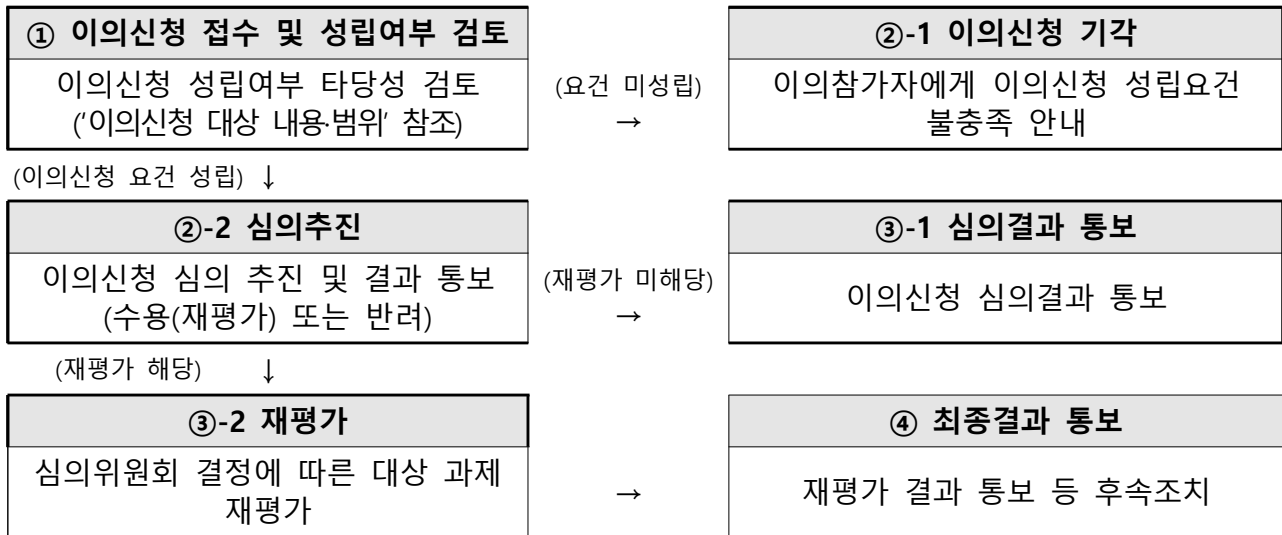 ① 이의신청 접수 및 성립여부 검토
이의신청 성립여부 타당성 검토
('이의신청 대상 내용·범위' 참조)
(요건 미성립)
→
②-1 이의신청 기각
이의참가자에게 이의신청 성립요건
불충족 안내
(이의신청 요건 성립) ↓
②-2 심의추진
이의신청 심의 추진 및 결과 통보
(수용(재평가) 또는 반려)
(재평가 미해당)
→
③-1 심의결과 통보
이의신청 심의결과 통보
(재평가 해당) ↓
③-2 재평가
심의위원회 결정에 따른 대상 과제
재평가
→
④ 최종결과 통보
재평가 결과 통보 등 후속조치